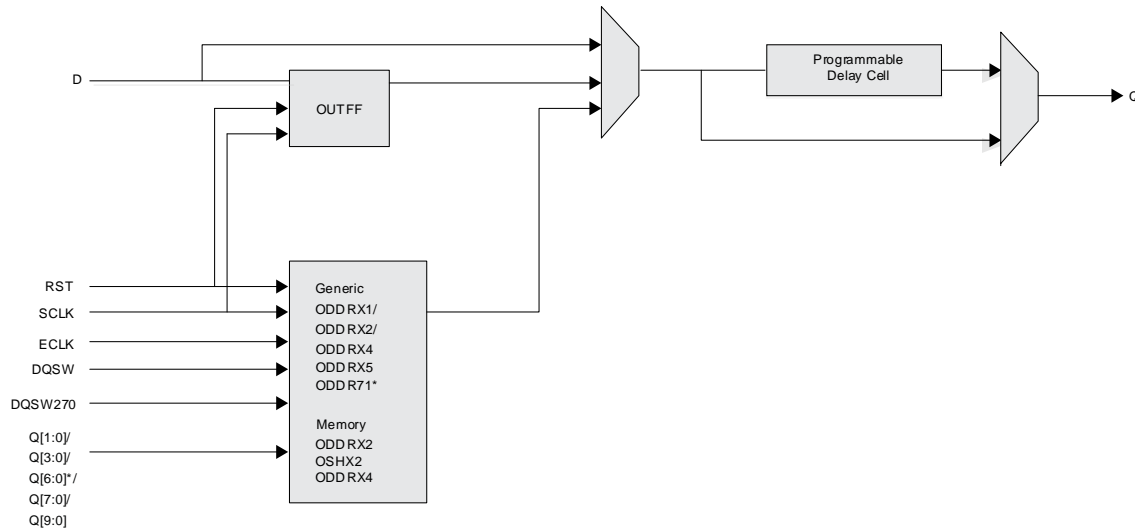 D
OUTFF
Programmable
Delay Cell
Q
RST
SCLK
ECLK
DQSW
DQSW270
Q[1:0]/
Q[3:0]/
Q[6:0]*/
Q[7:0]/
Q[9:0]
Generic
ODDRX1/
ODDRX2/
ODDRX4
ODDRX5
ODDR71*
Memory
ODDRX2
OSHX2
ODDRX4